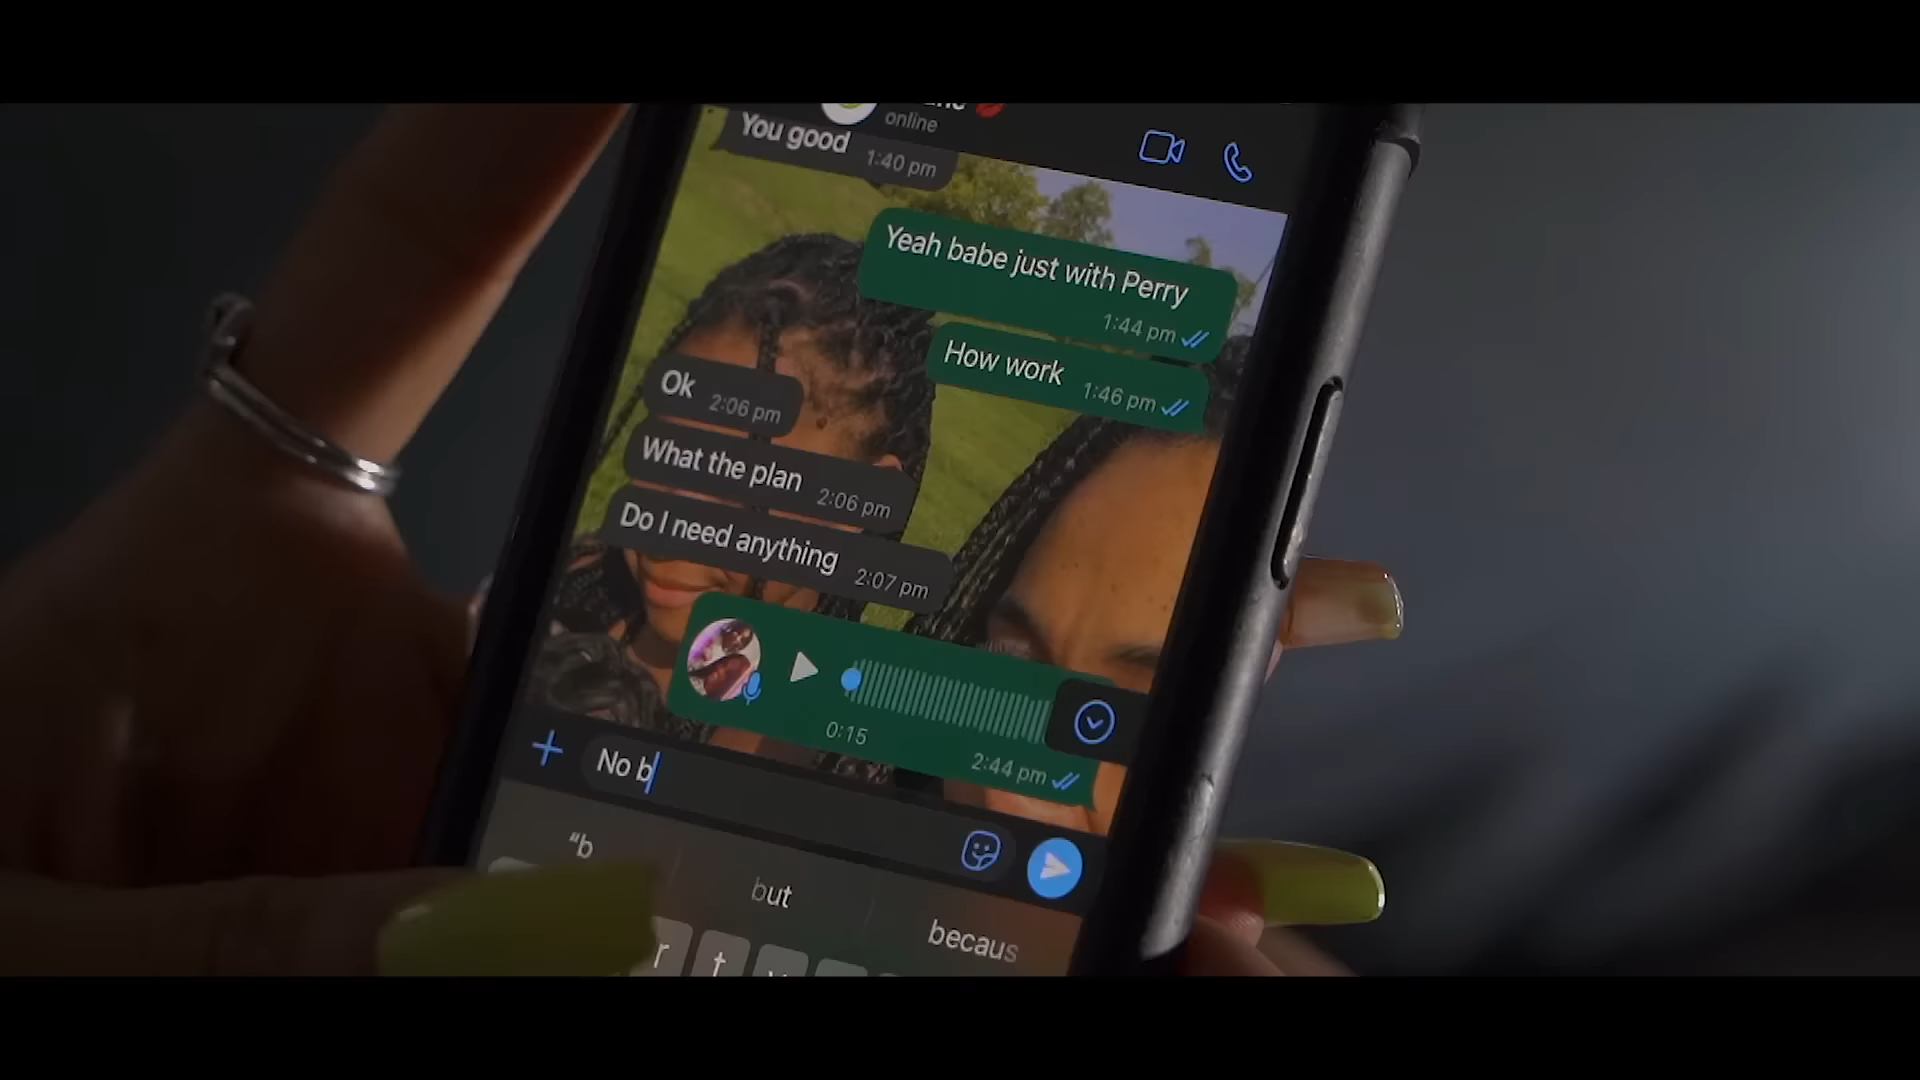 online
You good 1:40 pm
Yeah babe just with Perry
1:44 pm
How work 1:46 pm
Ok 2:06 pm
What the plan 2:06 pm
Do I need anything 2:07 pm
0:15
2:44 pm
No b
“b but becaus
r t